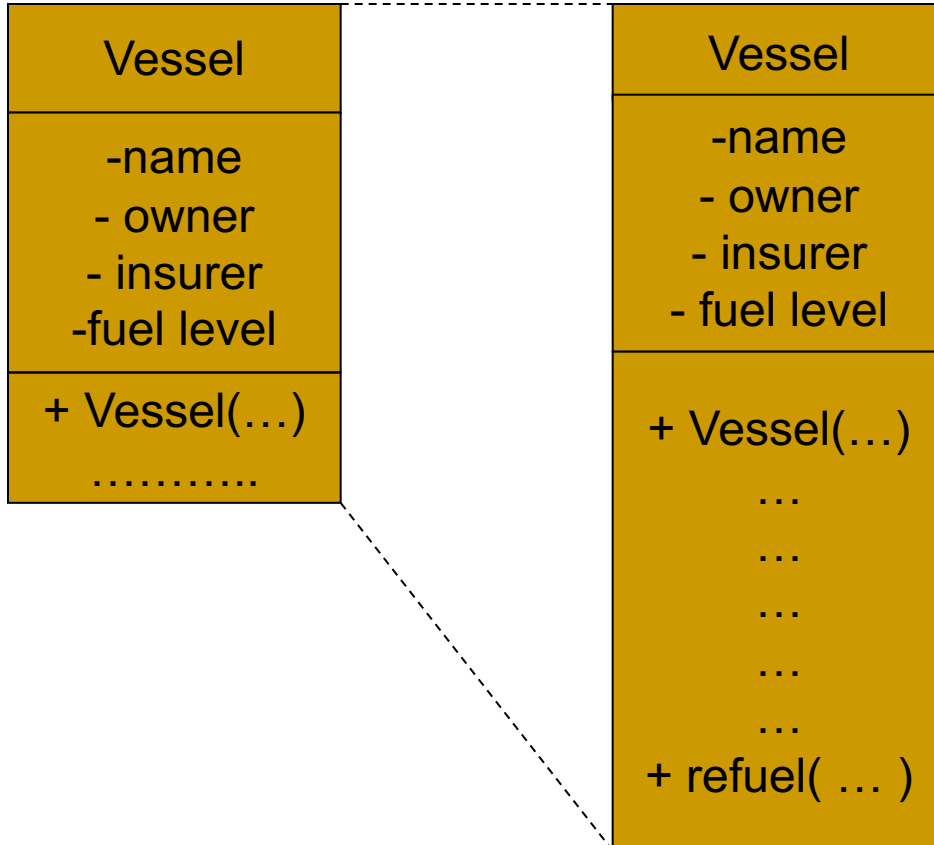 Vessel
-name
- owner
- insurer
-fuel level
+ Vessel(…)
………..
Vessel
-name
- owner
- insurer
- fuel level
+ Vessel(…)
…
…
…
…
…
+ refuel( … )